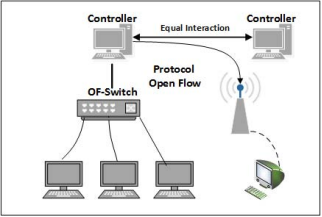 Controller
Controller
Equal Interaction
Protocol
Open Flow
OF-Switch